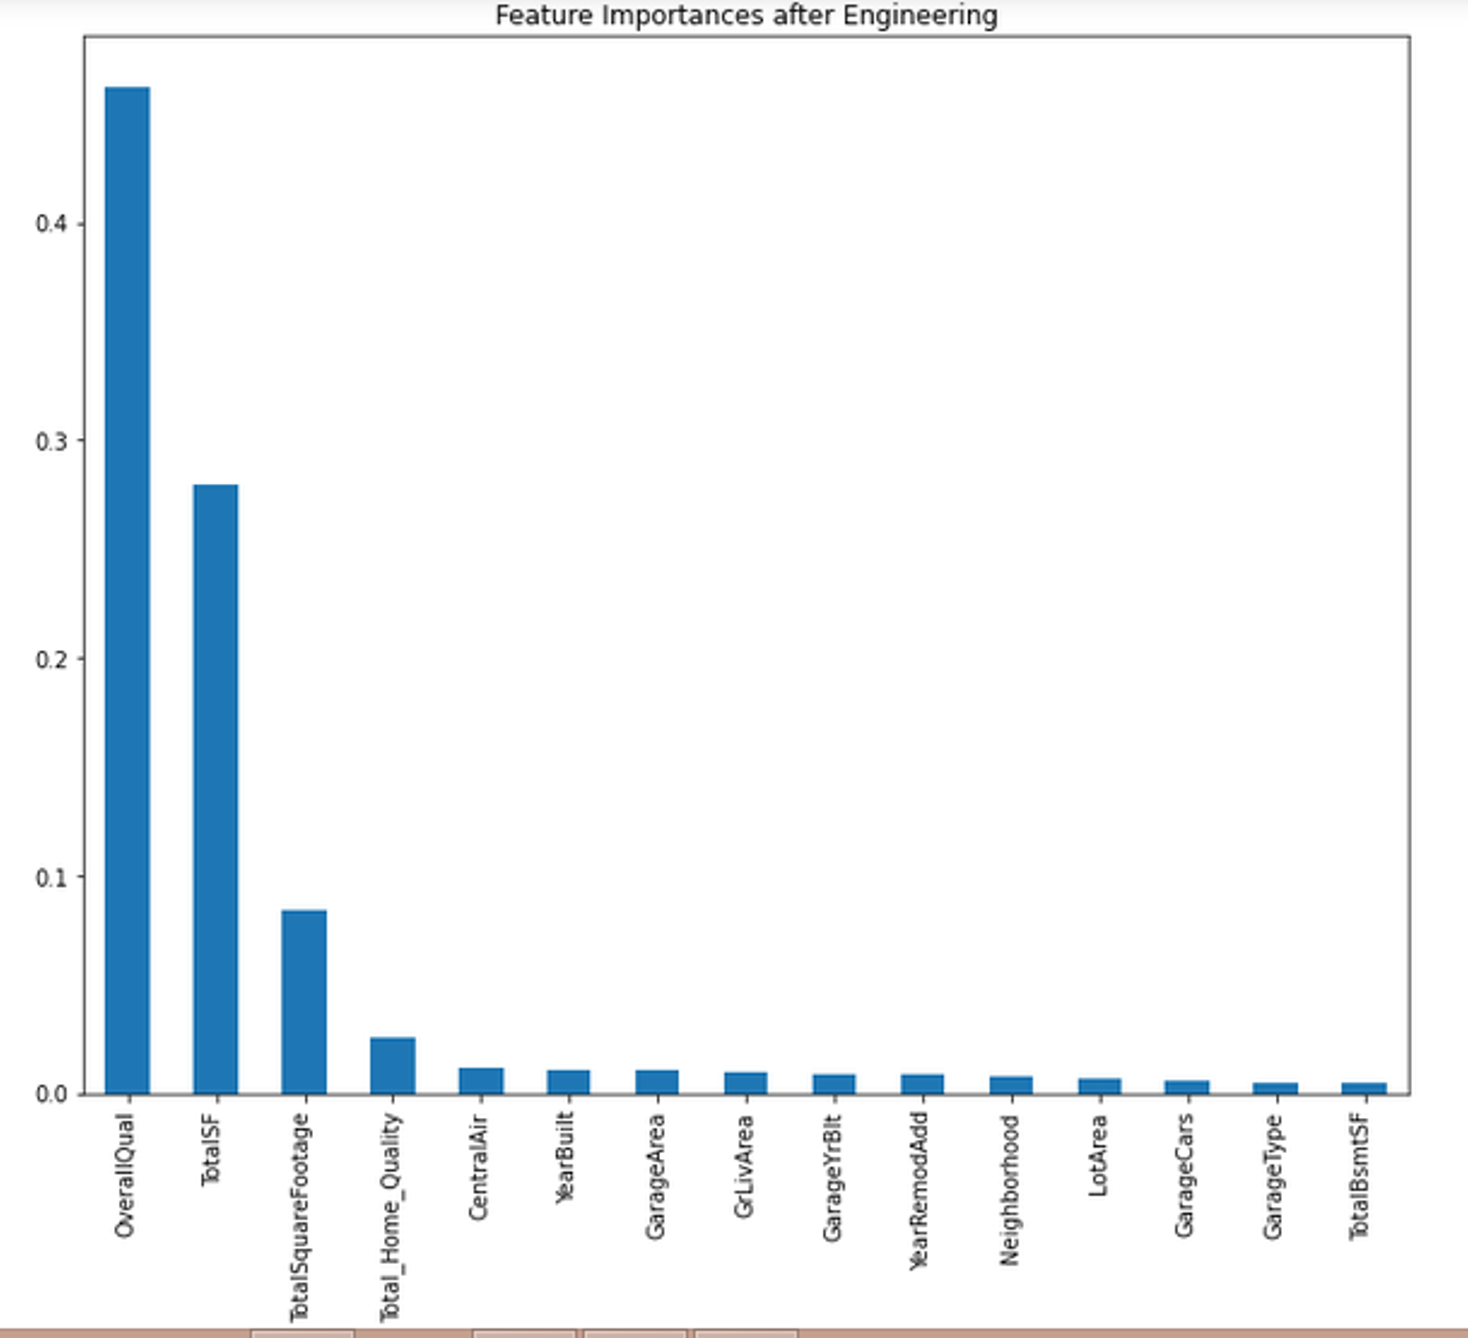 Feature Importances after Engineering
0.4
0.3
0.2
0.1
0.0
OverallQual
TotalSF
TotalSquareFootage
Total_Home_Quality
CentralAir
YearBuilt
GarageArea
GrLivArea
GarageYrBlt
YearRemodAdd
Neighborhood
LotArea
GarageCars
GarageType
TotalBsmtSF